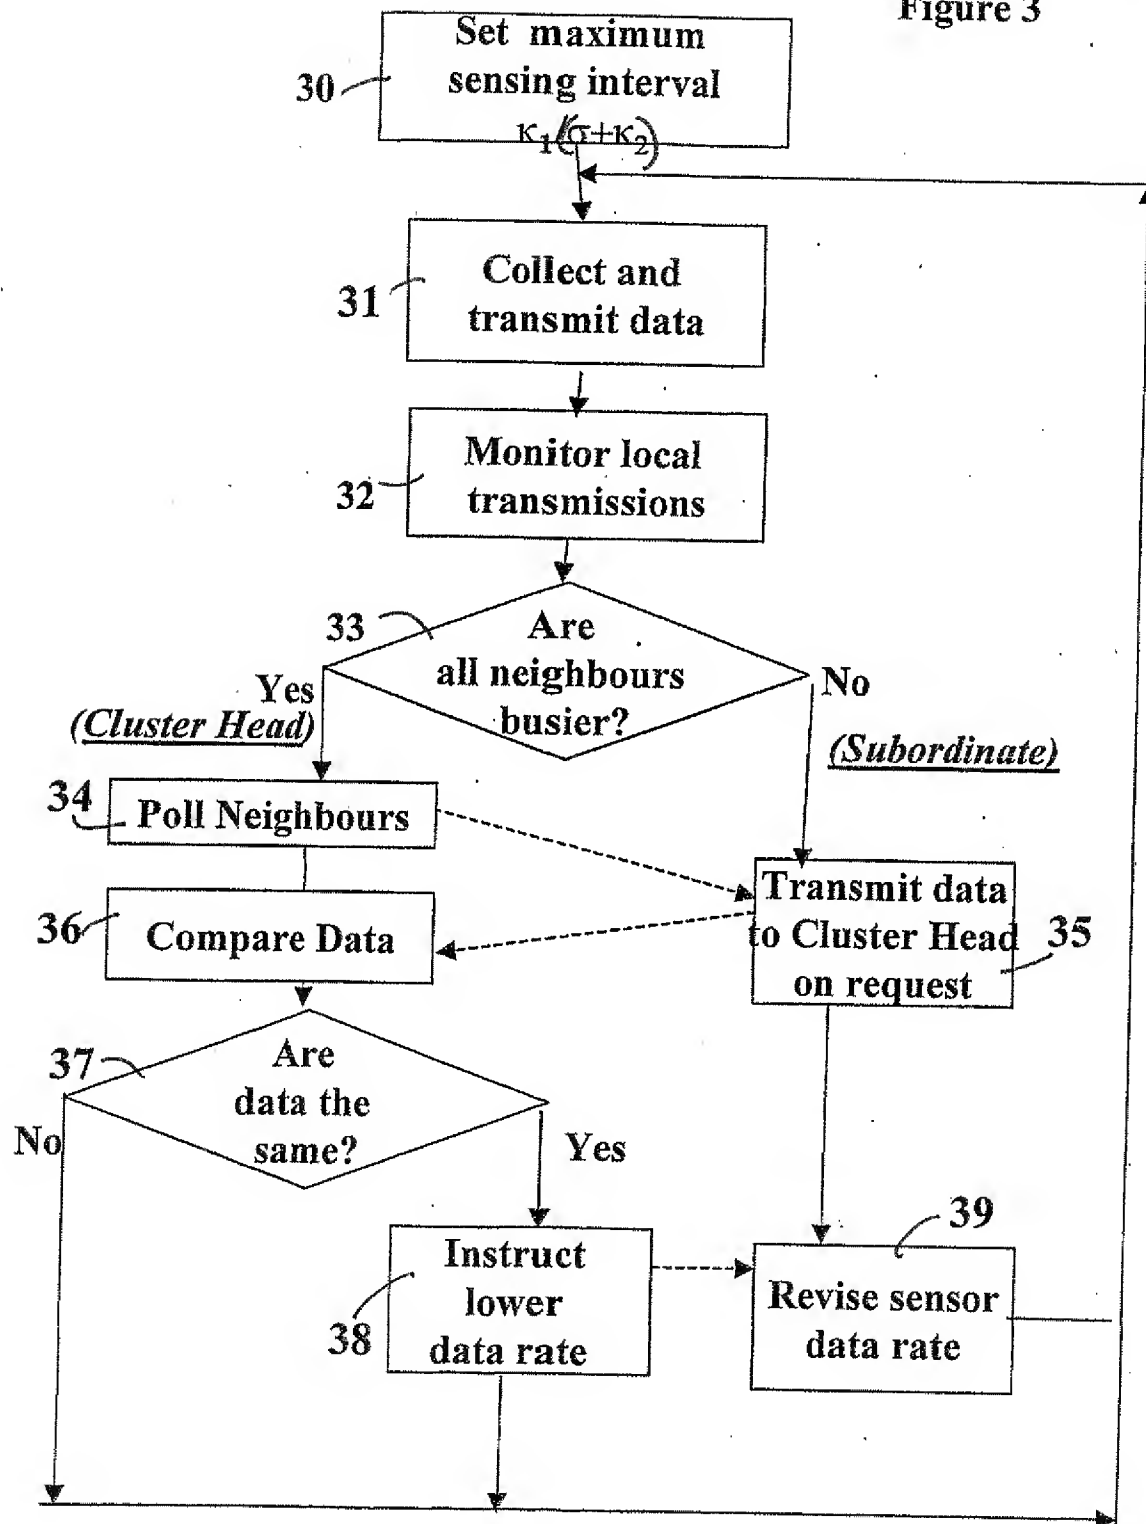 Figure 3
Set maximum
sensing interval
κ1/(σ+κ2)
30
Collect and
transmit data
31
Monitor local
transmissions
32
33
Are
all neighbours
busier?
Yes
(Cluster Head)
No
(Subordinate)
34
Poll Neighbours
Transmit data
to Cluster Head
on request
35
36
Compare Data
37
Are
data the
same?
No
Yes
39
Instruct
lower
data rate
38
Revise sensor
data rate